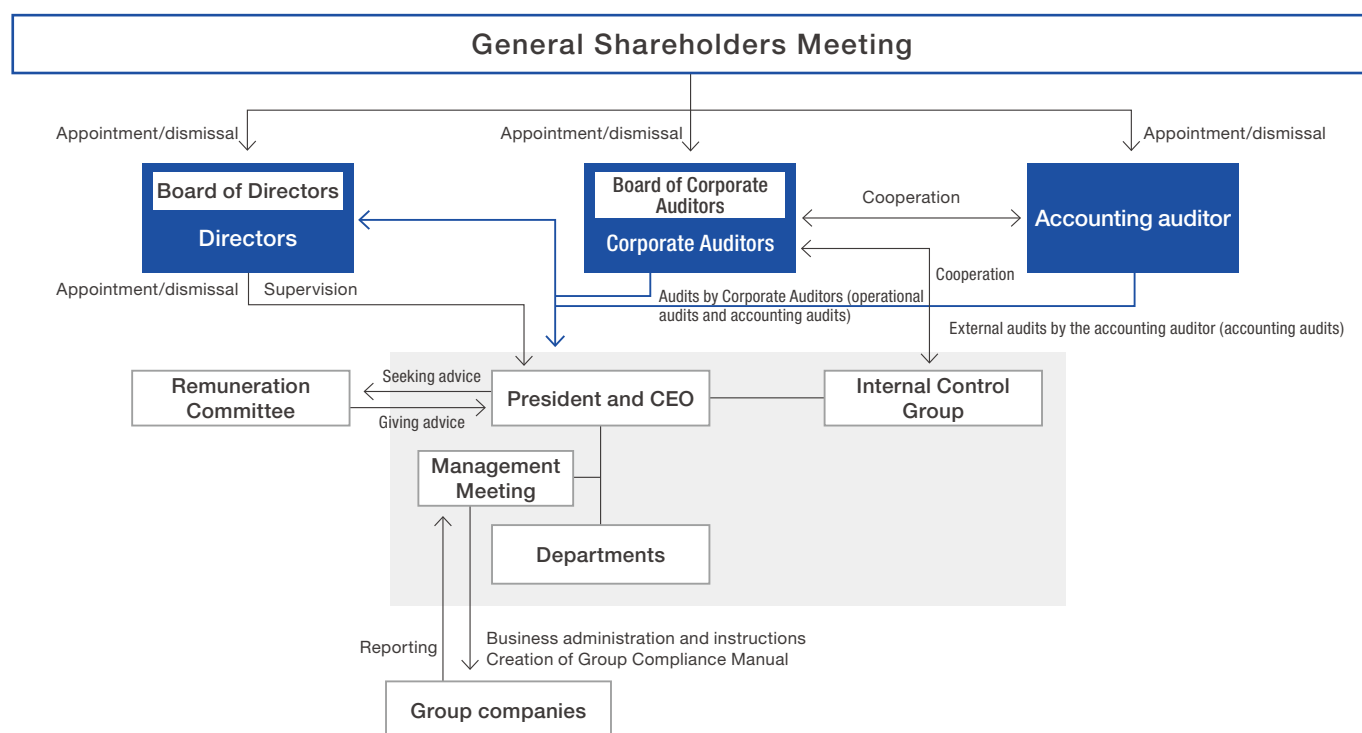 General Shareholders Meeting
Appointment/dismissal
Appointment/dismissal
Appointment/dismissal
Board of Directors
Directors
Board of Corporate
Auditors
Corporate Auditors
Cooperation
Accounting auditor
Appointment/dismissal
Supervision
Cooperation
Audits by Corporate Auditors (operational
audits and accounting audits)
External audits by the accounting auditor (accounting audits)
Remuneration
Committee
Seeking advice
Giving advice
President and CEO
Internal Control
Group
Management
Meeting
Departments
Reporting
Business administration and instructions
Creation of Group Compliance Manual
Group companies